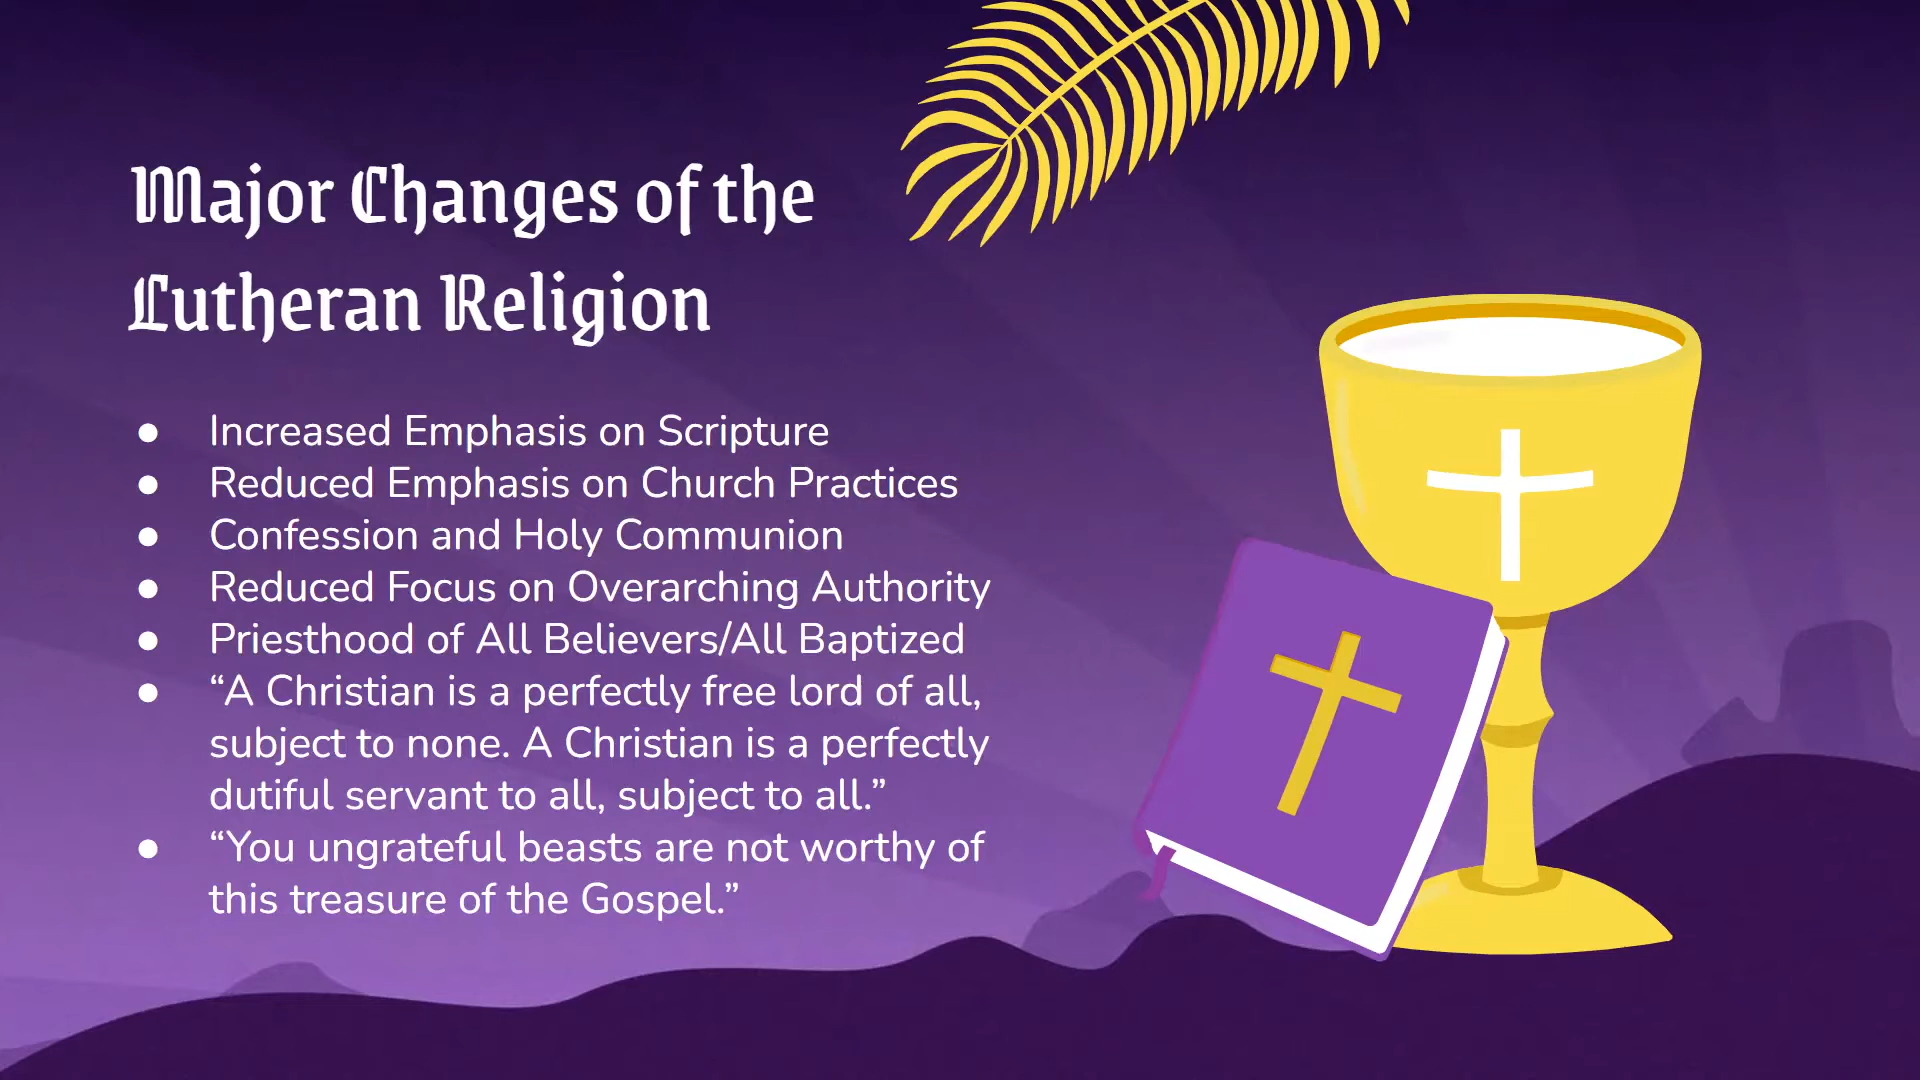 Major Changes of the
Lutheran Religion
● Increased Emphasis on Scripture
● Reduced Emphasis on Church Practices
● Confession and Holy Communion
● Reduced Focus on Overarching Authority
● Priesthood of All Believers/All Baptized
● “A Christian is a perfectly free lord of all,
subject to none. A Christian is a perfectly
dutiful servant to all, subject to all.”
● “You ungrateful beasts are not worthy of
this treasure of the Gospel.”